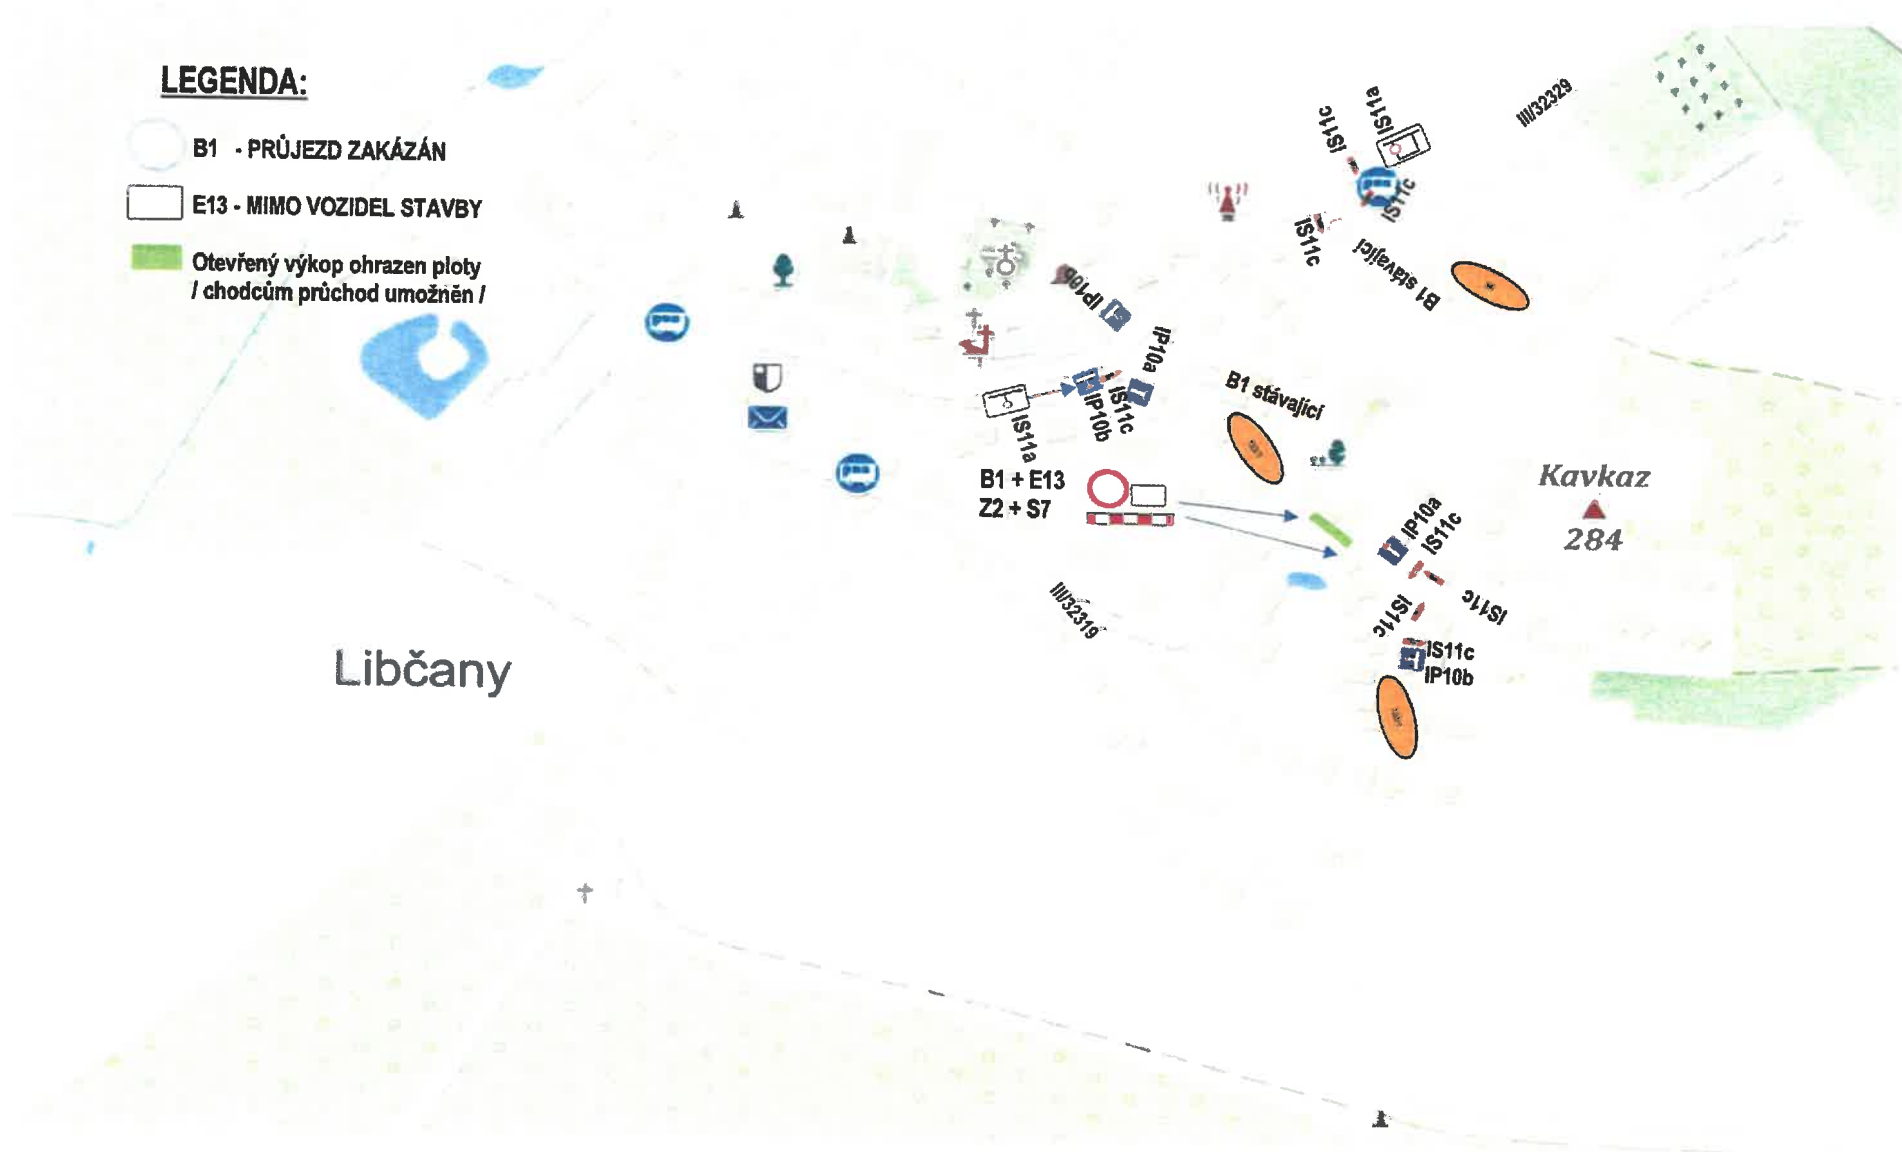 LEGENDA:
B1 - PRŮJEZD ZAKÁZÁN
E13 - MIMO VOZIDEL STAVBY
Otevřený výkop ohrazen ploty
/ chodcům průchod umožněn /
III/32329
IS11a
IS11c
IS11c
IS11c
B1 stávající
IP10b
IP10a
B1 stávající
IS11c
IP10b
IS11a
B1 + E13
Z2 + S7
Kavkaz
284
IP10a
IS11c
IS11c
IS11c
IS11c
IP10b
III/32319
Libčany